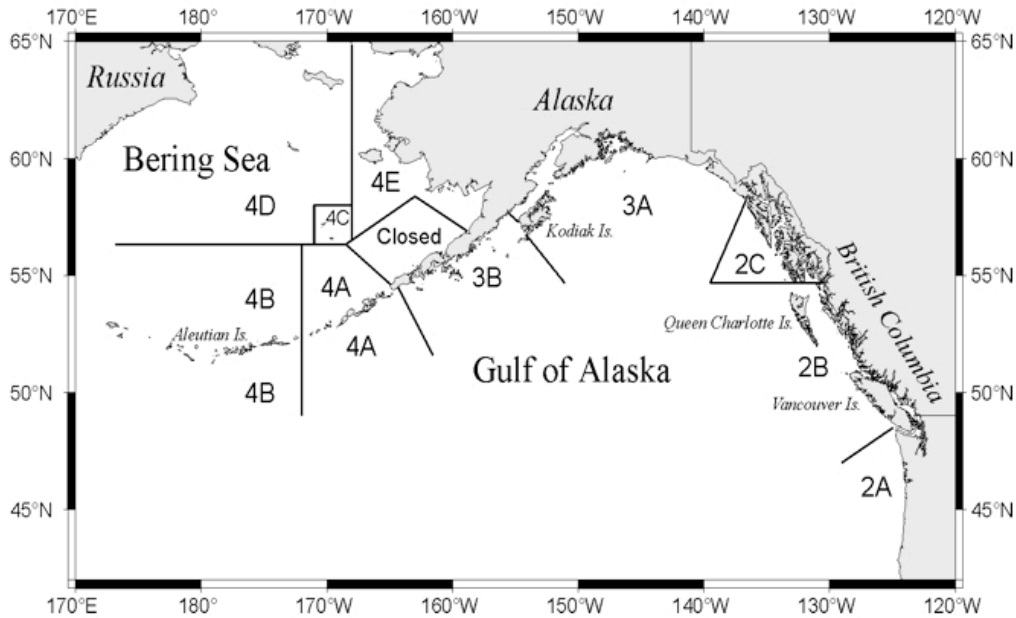 170°E 180° 170°W 160°W 150°W 140°W 130°W 120°W
65°N 65°N
Russia
Alaska
Bering Sea
60°N 60°N
4E
4D
4C
3A
Closed
Kodiak Is.
55°N 55°N
2C
3B
4A
4B
British Columbia
Queen Charlotte Is.
Aleutian Is.
4A
2B
Gulf of Alaska
50°N 50°N
4B
Vancouver Is.
2A
45°N 45°N
170°E 180° 170°W 160°W 150°W 140°W 130°W 120°W